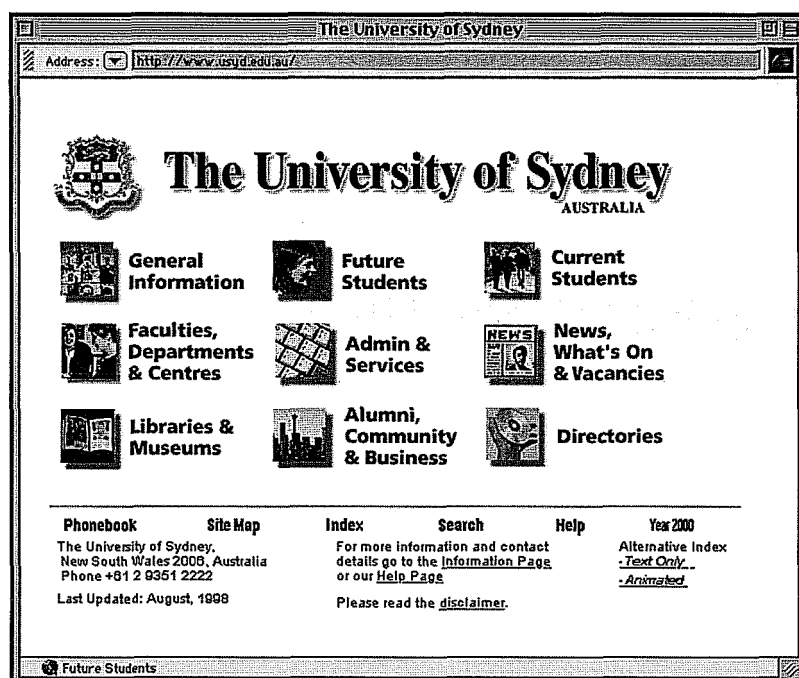 The University of Sydney
Address: http://www.usyd.edu.au/
The University of Sydney
AUSTRALIA
General
Information
Future
Students
Current
Students
Faculties,
Departments
& Centres
Admin &
Services
NEWS
News,
What's On
& Vacancies
Libraries &
Museums
Alumni,
Community
& Business
Directories
Phonebook Site Map Index Search Help Year 2000
The University of Sydney,
New South Wales 2006, Australia
Phone +61 2 9351 2222
Last Updated: August, 1998
For more information and contact
details go to the Information Page
or our Help Page
Please read the disclaimer.
Alternative Index
- Text Only
- Animated
Future Students